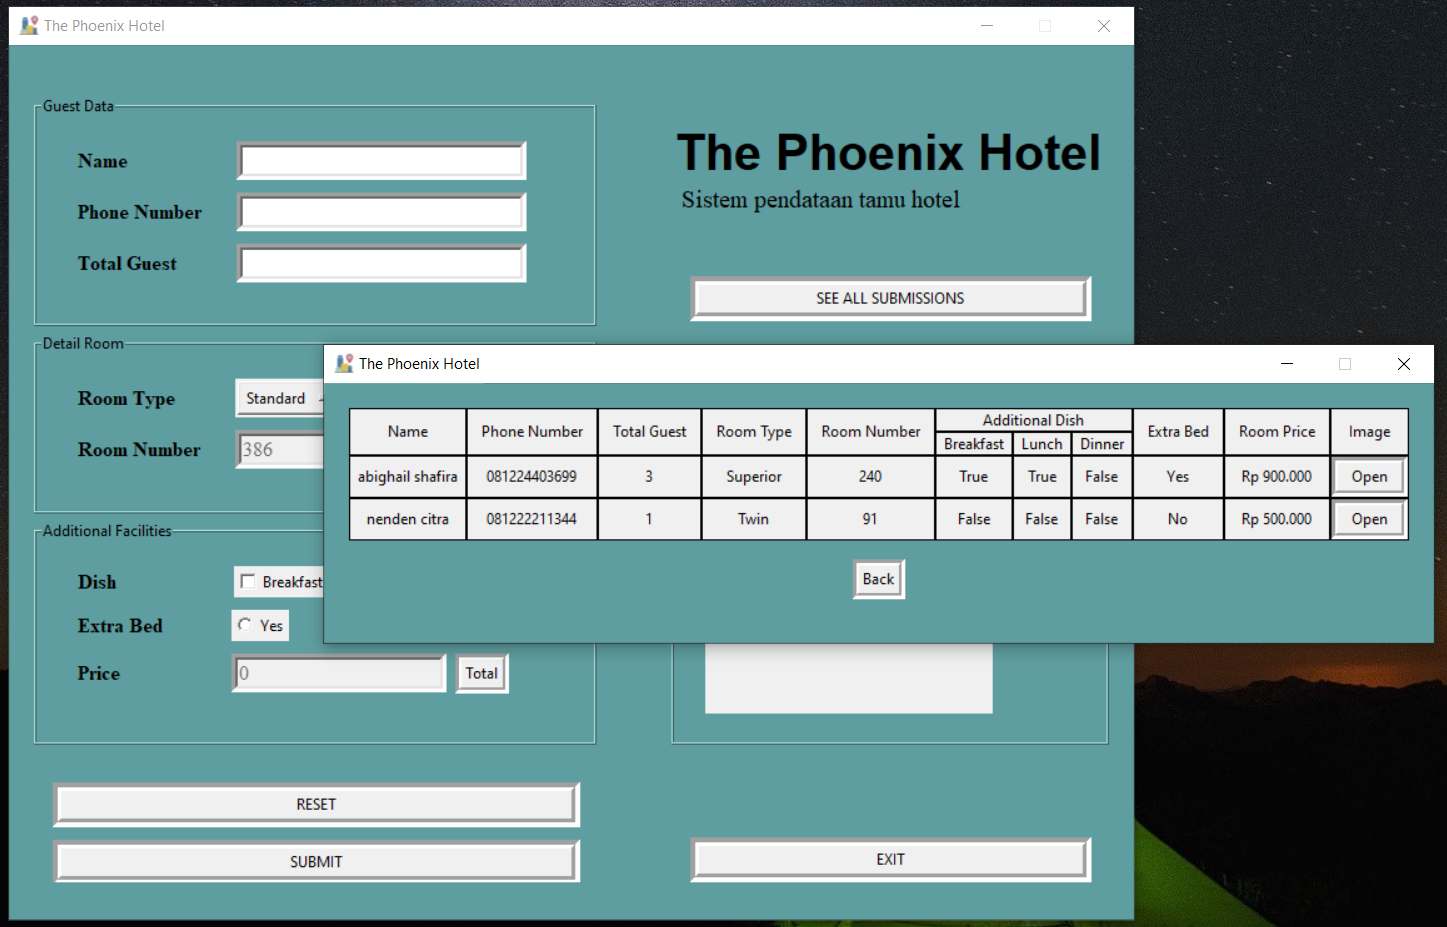 The Phoenix Hotel
Guest Data
Name
Phone Number
Total Guest
The Phoenix Hotel
Sistem pendataan tamu hotel
SEE ALL SUBMISSIONS
Detail Room
Room Type Standard
Room Number 386
Additional Facilities
Dish Breakfast
Extra Bed Yes
Price 0 Total
RESET
SUBMIT
EXIT
The Phoenix Hotel
Name Phone Number Total Guest Room Type Room Number Additional Dish Extra Bed Room Price Image
Breakfast Lunch Dinner
abighail shafira 081224403699 3 Superior 240 True True False Yes Rp 900.000 Open
nenden citra 081222211344 1 Twin 91 False False False No Rp 500.000 Open
Back